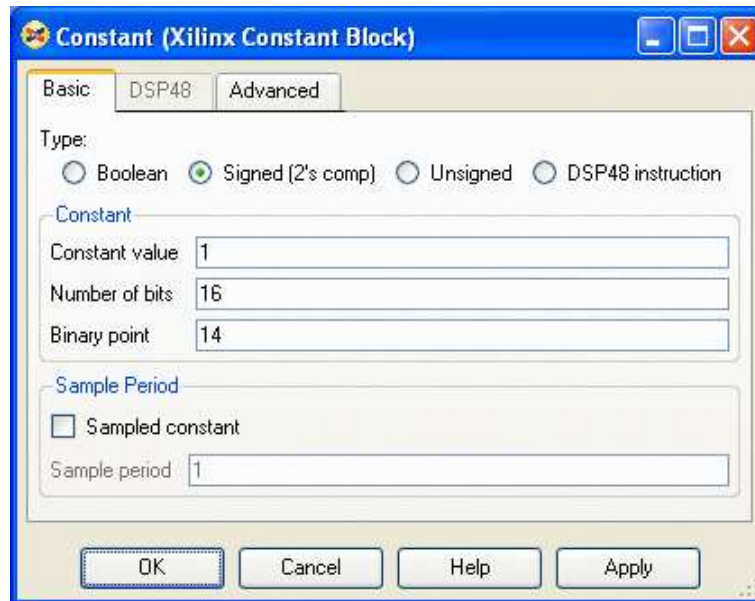 Constant (Xilinx Constant Block)
Basic DSP48 Advanced
Type:
Boolean Signed (2's comp) Unsigned DSP48 instruction
Constant
Constant value 1
Number of bits 16
Binary point 14
Sample Period
Sampled constant
Sample period 1
OK Cancel Help Apply